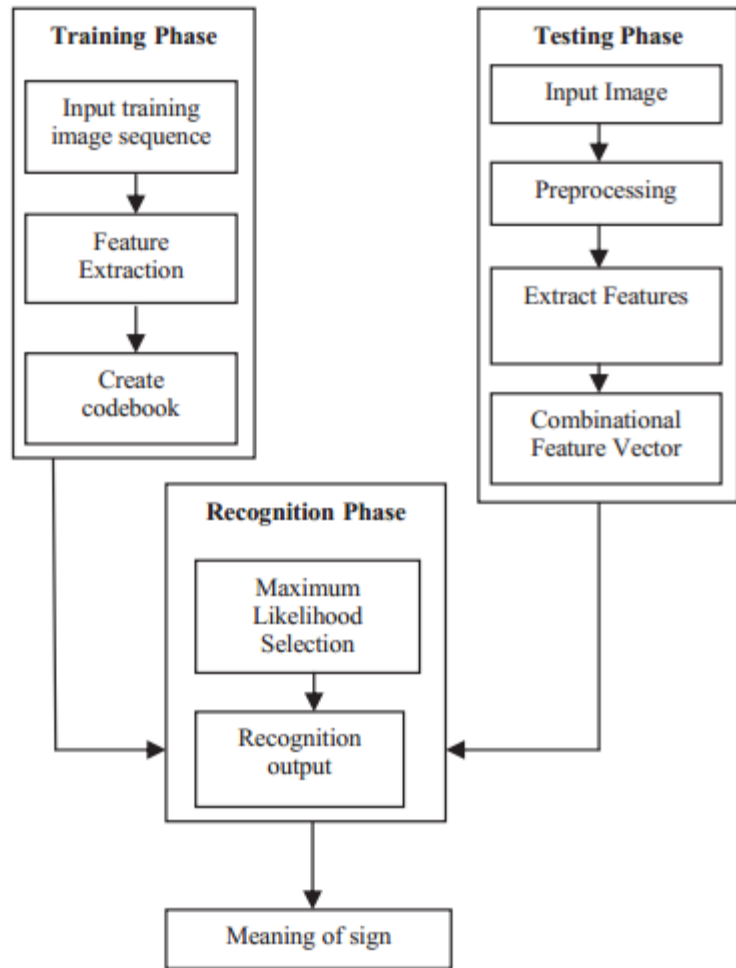 Training Phase
Input training
image sequence
Feature
Extraction
Create
codebook
Testing Phase
Input Image
Preprocessing
Extract Features
Combinational
Feature Vector
Recognition Phase
Maximum
Likelihood
Selection
Recognition
output
Meaning of sign